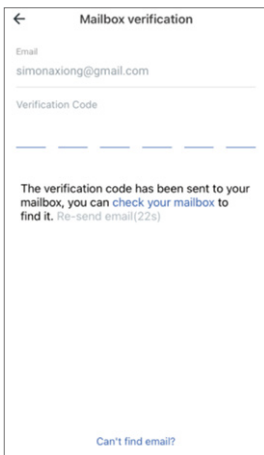 Mailbox verification
Email
simonaxiong@gmail.com
Verification Code
The verification code has been sent to your
mailbox, you can check your mailbox to
find it. Re-send email(22s)
Can't find email?